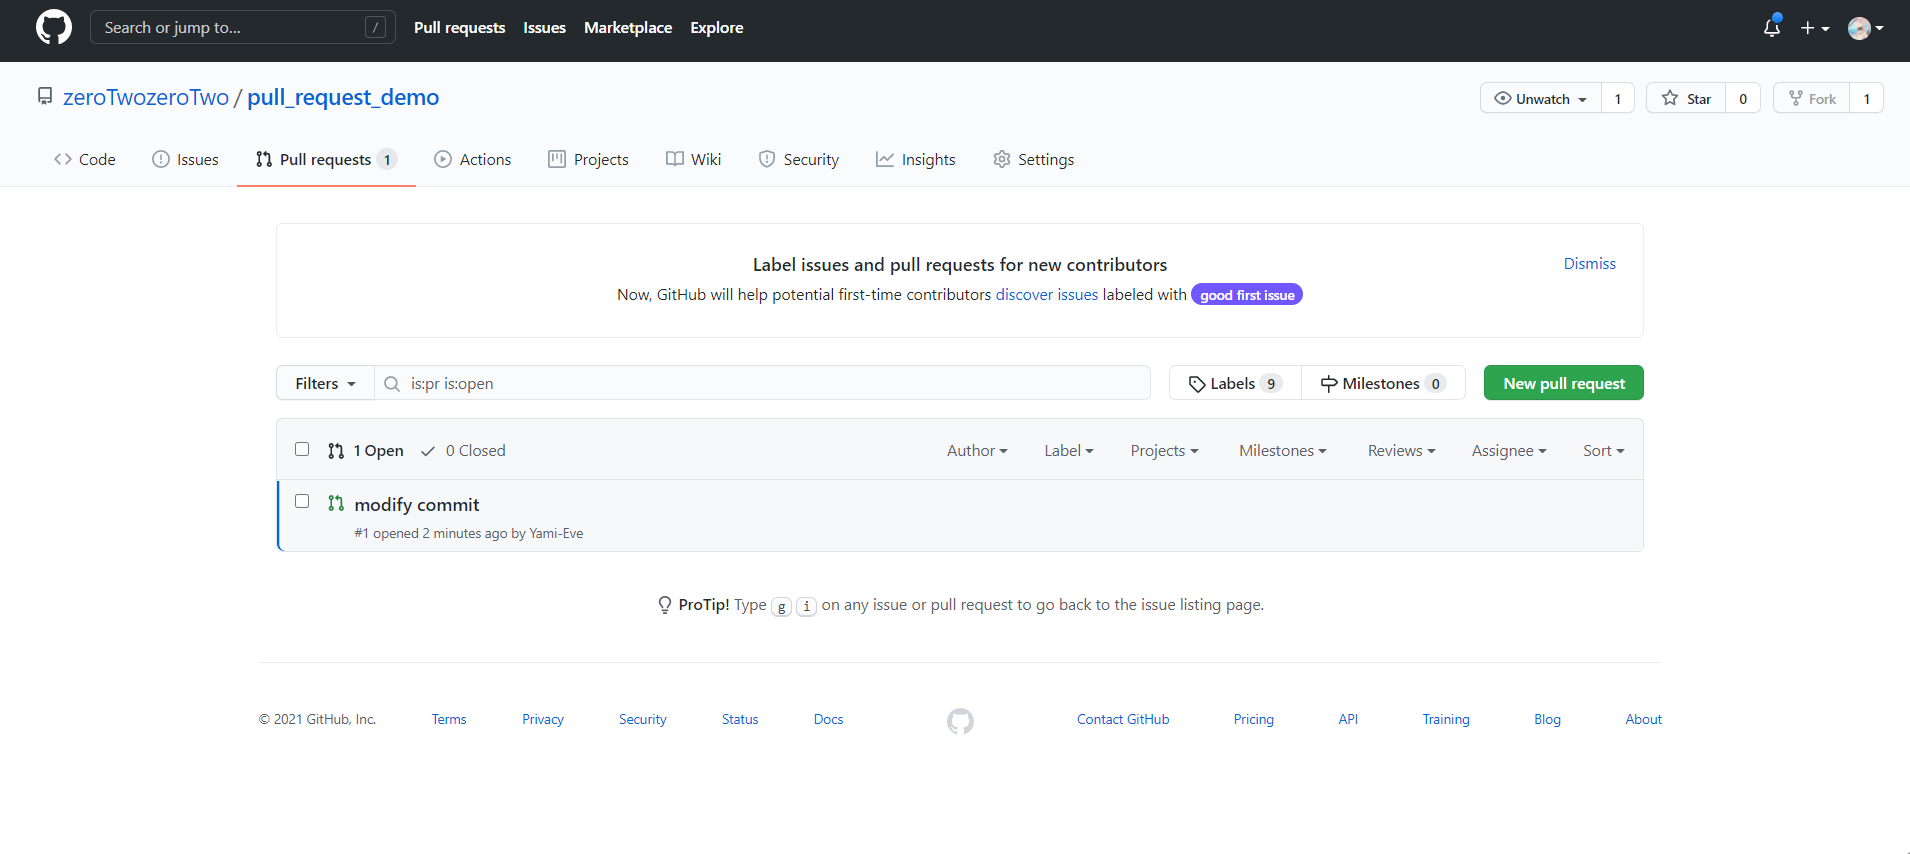 Search or jump to... /
Pull requests Issues Marketplace Explore
zeroTwozeroTwo / pull_request_demo
Unwatch 1 Star 0 Fork 1
Code Issues Pull requests 1 Actions Projects Wiki Security Insights Settings
Label issues and pull requests for new contributors
Dismiss
Now, GitHub will help potential first-time contributors discover issues labeled with good first issue
Filters is:pr is:open Labels 9 Milestones 0 New pull request
1 Open 0 Closed Author Label Projects Milestones Reviews Assignee Sort
modify commit
#1 opened 2 minutes ago by Yami-Eve
ProTip! Type g i on any issue or pull request to go back to the issue listing page.
© 2021 GitHub, Inc. Terms Privacy Security Status Docs Contact GitHub Pricing API Training Blog About